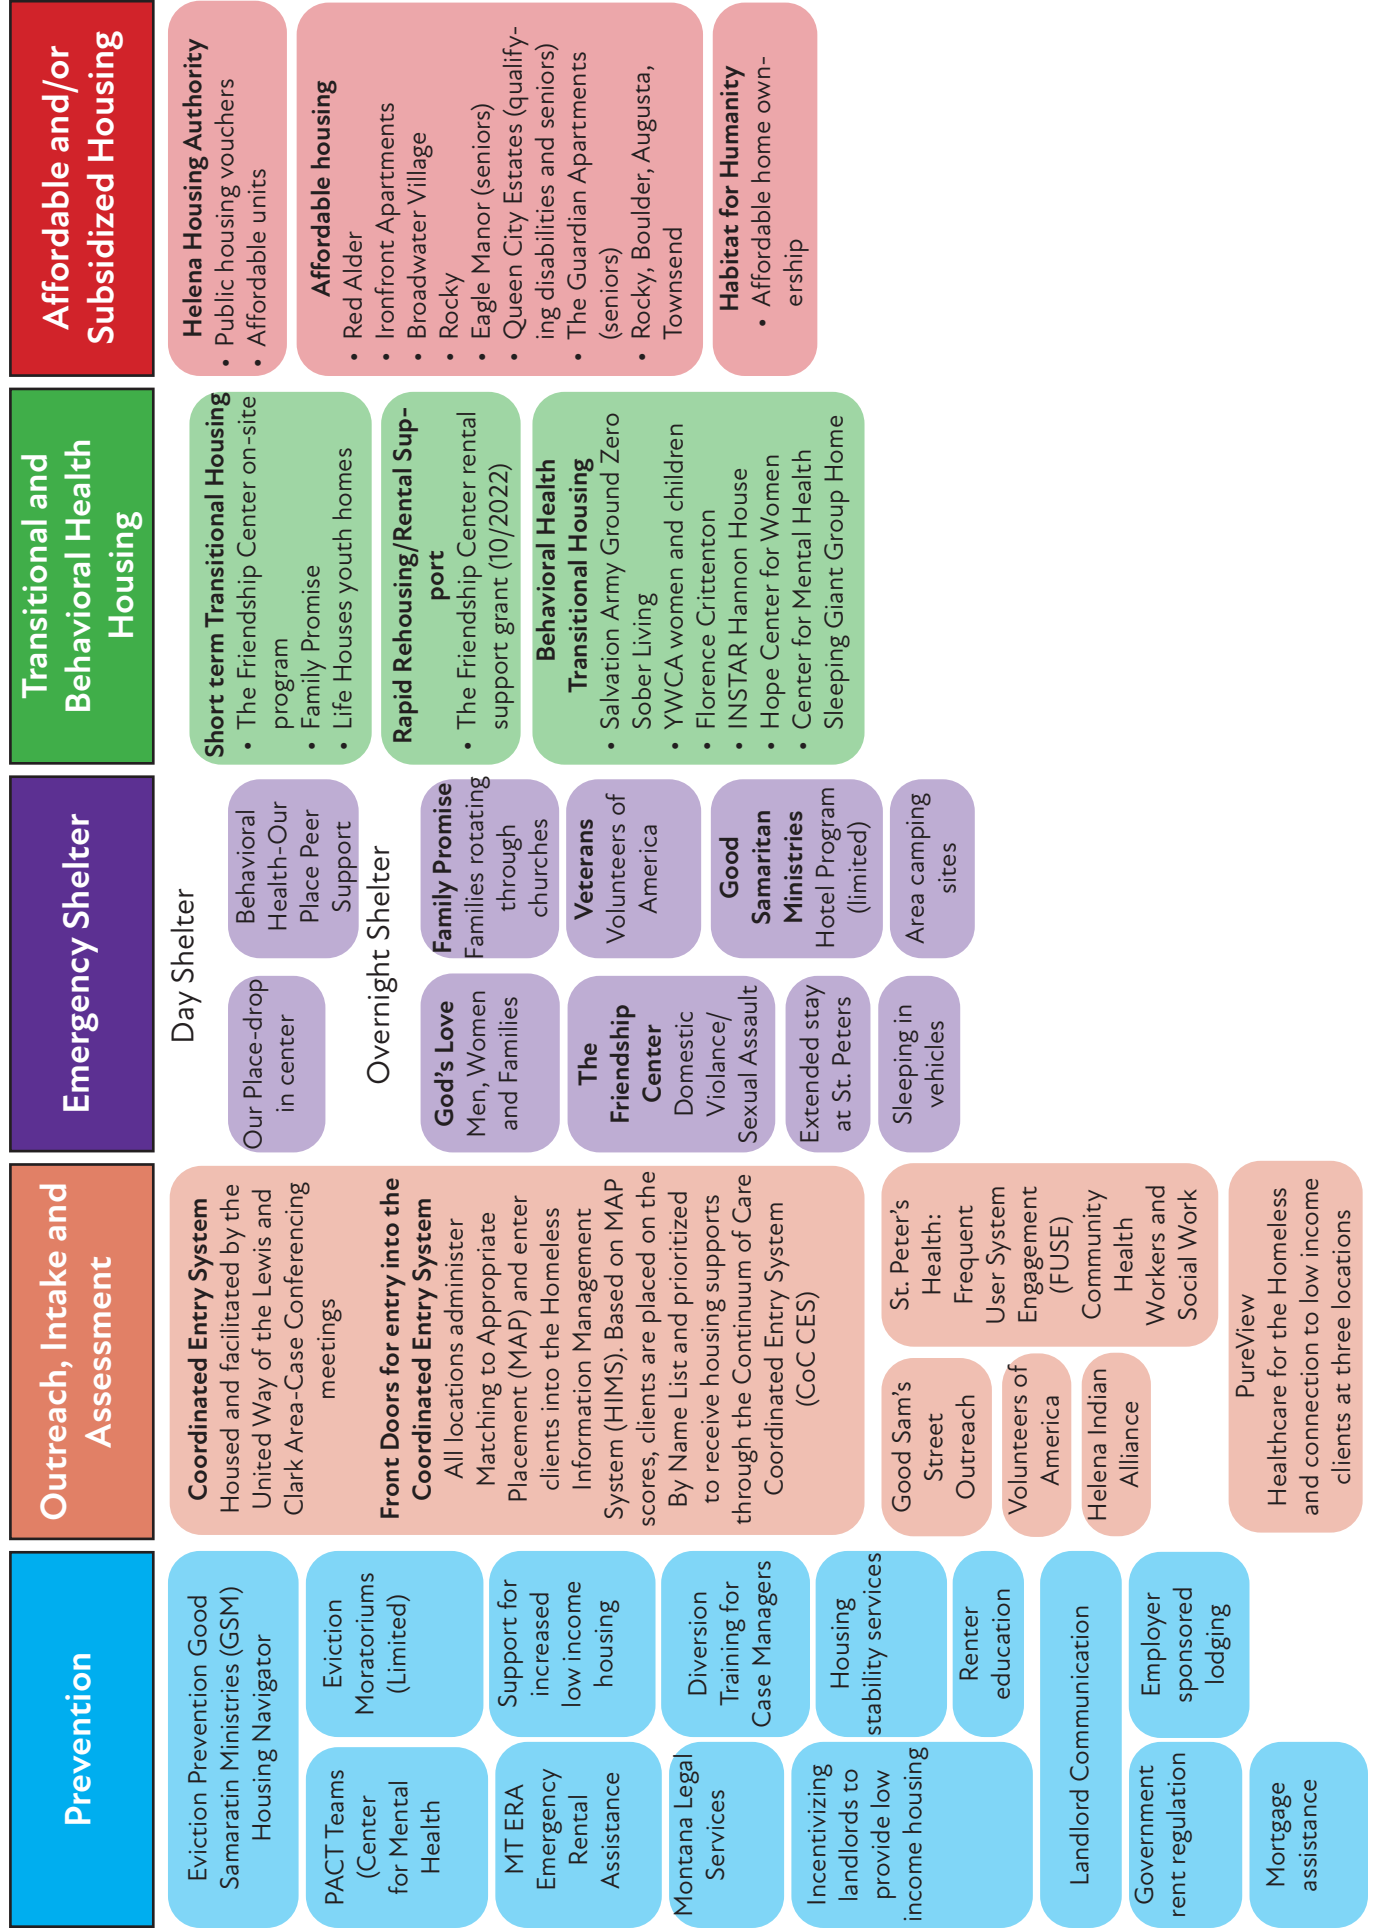 Prevention
Eviction Prevention Good
Samaratin Ministries (GSM)
Housing Navigator
PACT Teams
(Center
for Mental
Health
Eviction
Moratoriums
(Limited)
MT ERA
Emergency
Rental
Assistance
Support for
increased
low income
housing
Montana Legal
Services
Diversion
Training for
Case Managers
Incentivizing
landlords to
provide low
income housing
Housing
stability services
Renter
education
Landlord Communication
Government
rent regulation
Employer
sponsored
lodging
Mortgage
assistance
Outreach, Intake and
Assessment
Coordinated Entry System
Housed and facilitated by the
United Way of the Lewis and
Clark Area-Case Conferencing
meetings
Front Doors for entry into the
Coordinated Entry System
All locations administer
Matching to Appropriate
Placement (MAP) and enter
clients into the Homeless
Information Management
System (HIMS). Based on MAP
scores, clients are placed on the
By Name List and prioritized
to receive housing supports
through the Continuum of Care
Coordinated Entry System
(CoC CES)
Good Sam's
Street
Outreach
Volunteers of
America
Helena Indian
Alliance
St. Peter's
Health:
Frequent
User System
Engagement
(FUSE)
Community
Health
Workers and
Social Work
PureView
Healthcare for the Homeless
and connection to low income
clients at three locations
Emergency Shelter
Day Shelter
Our Place-drop
in center
Behavioral
Health-Our
Place Peer
Support
Overnight Shelter
God's Love
Men, Women
and Families
Family Promise
Families rotating
through
churches
The
Friendship
Center
Domestic
Violance/
Sexual Assault
Veterans
Volunteers of
America
Good
Samaritan
Ministries
Hotel Program
(limited)
Extended stay
at St. Peters
Sleeping in
vehicles
Area camping
sites
Transitional and
Behavioral Health
Housing
Short term Transitional Housing
• The Friendship Center on-site
program
• Family Promise
• Life Houses youth homes
Rapid Rehousing/Rental Sup-
port
• The Friendship Center rental
support grant (10/2022)
Behavioral Health
Transitional Housing
• Salvation Army Ground Zero
Sober Living
• YWCA women and children
• Florence Crittenton
• INSTAR Hannon House
• Hope Center for Women
• Center for Mental Health
Sleeping Giant Group Home
Affordable and/or
Subsidized Housing
Helena Housing Authority
• Public housing vouchers
• Affordable units
Affordable housing
• Red Alder
• Ironfront Apartments
• Broadwater Village
• Rocky
• Eagle Manor (seniors)
• Queen City Estates (qualify-
ing disabilities and seniors)
• The Guardian Apartments
(seniors)
• Rocky, Boulder, Augusta,
Townsend
Habitat for Humanity
• Affordable home own-
ership